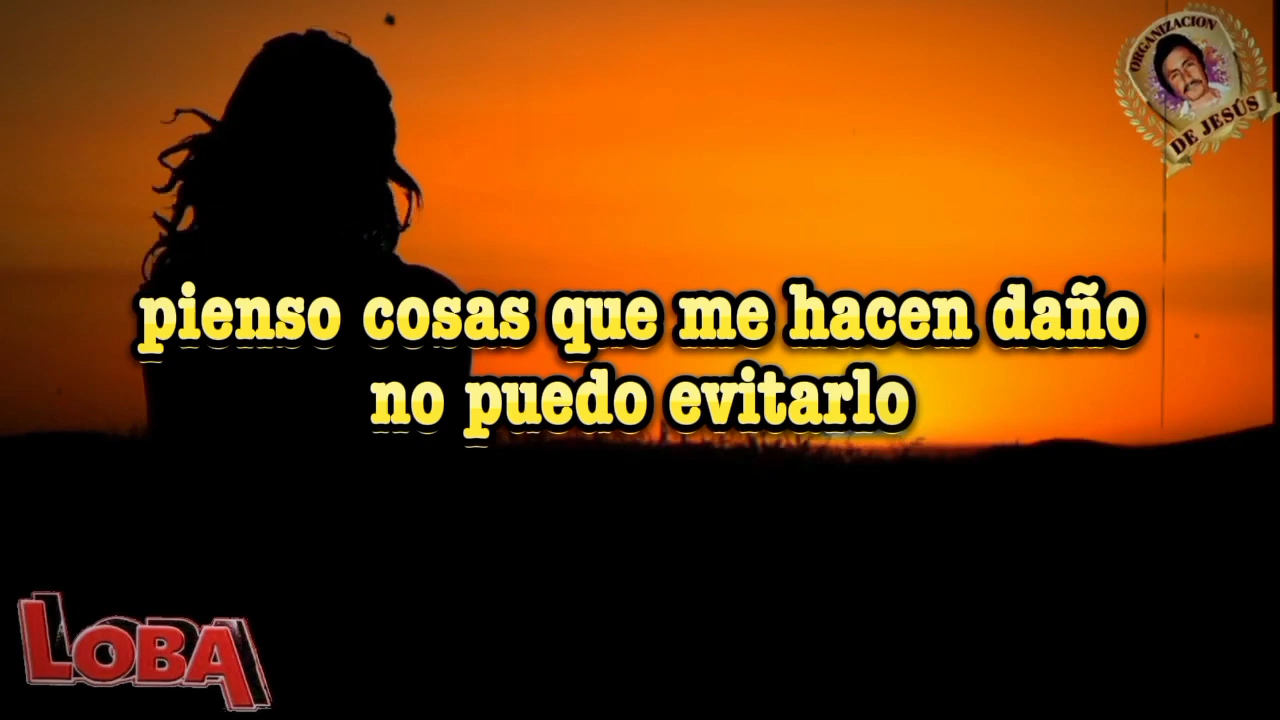 ORGANIZACION
DE JESÚS
pienso cosas que me hacen daño
no puedo evitarlo
LOBA